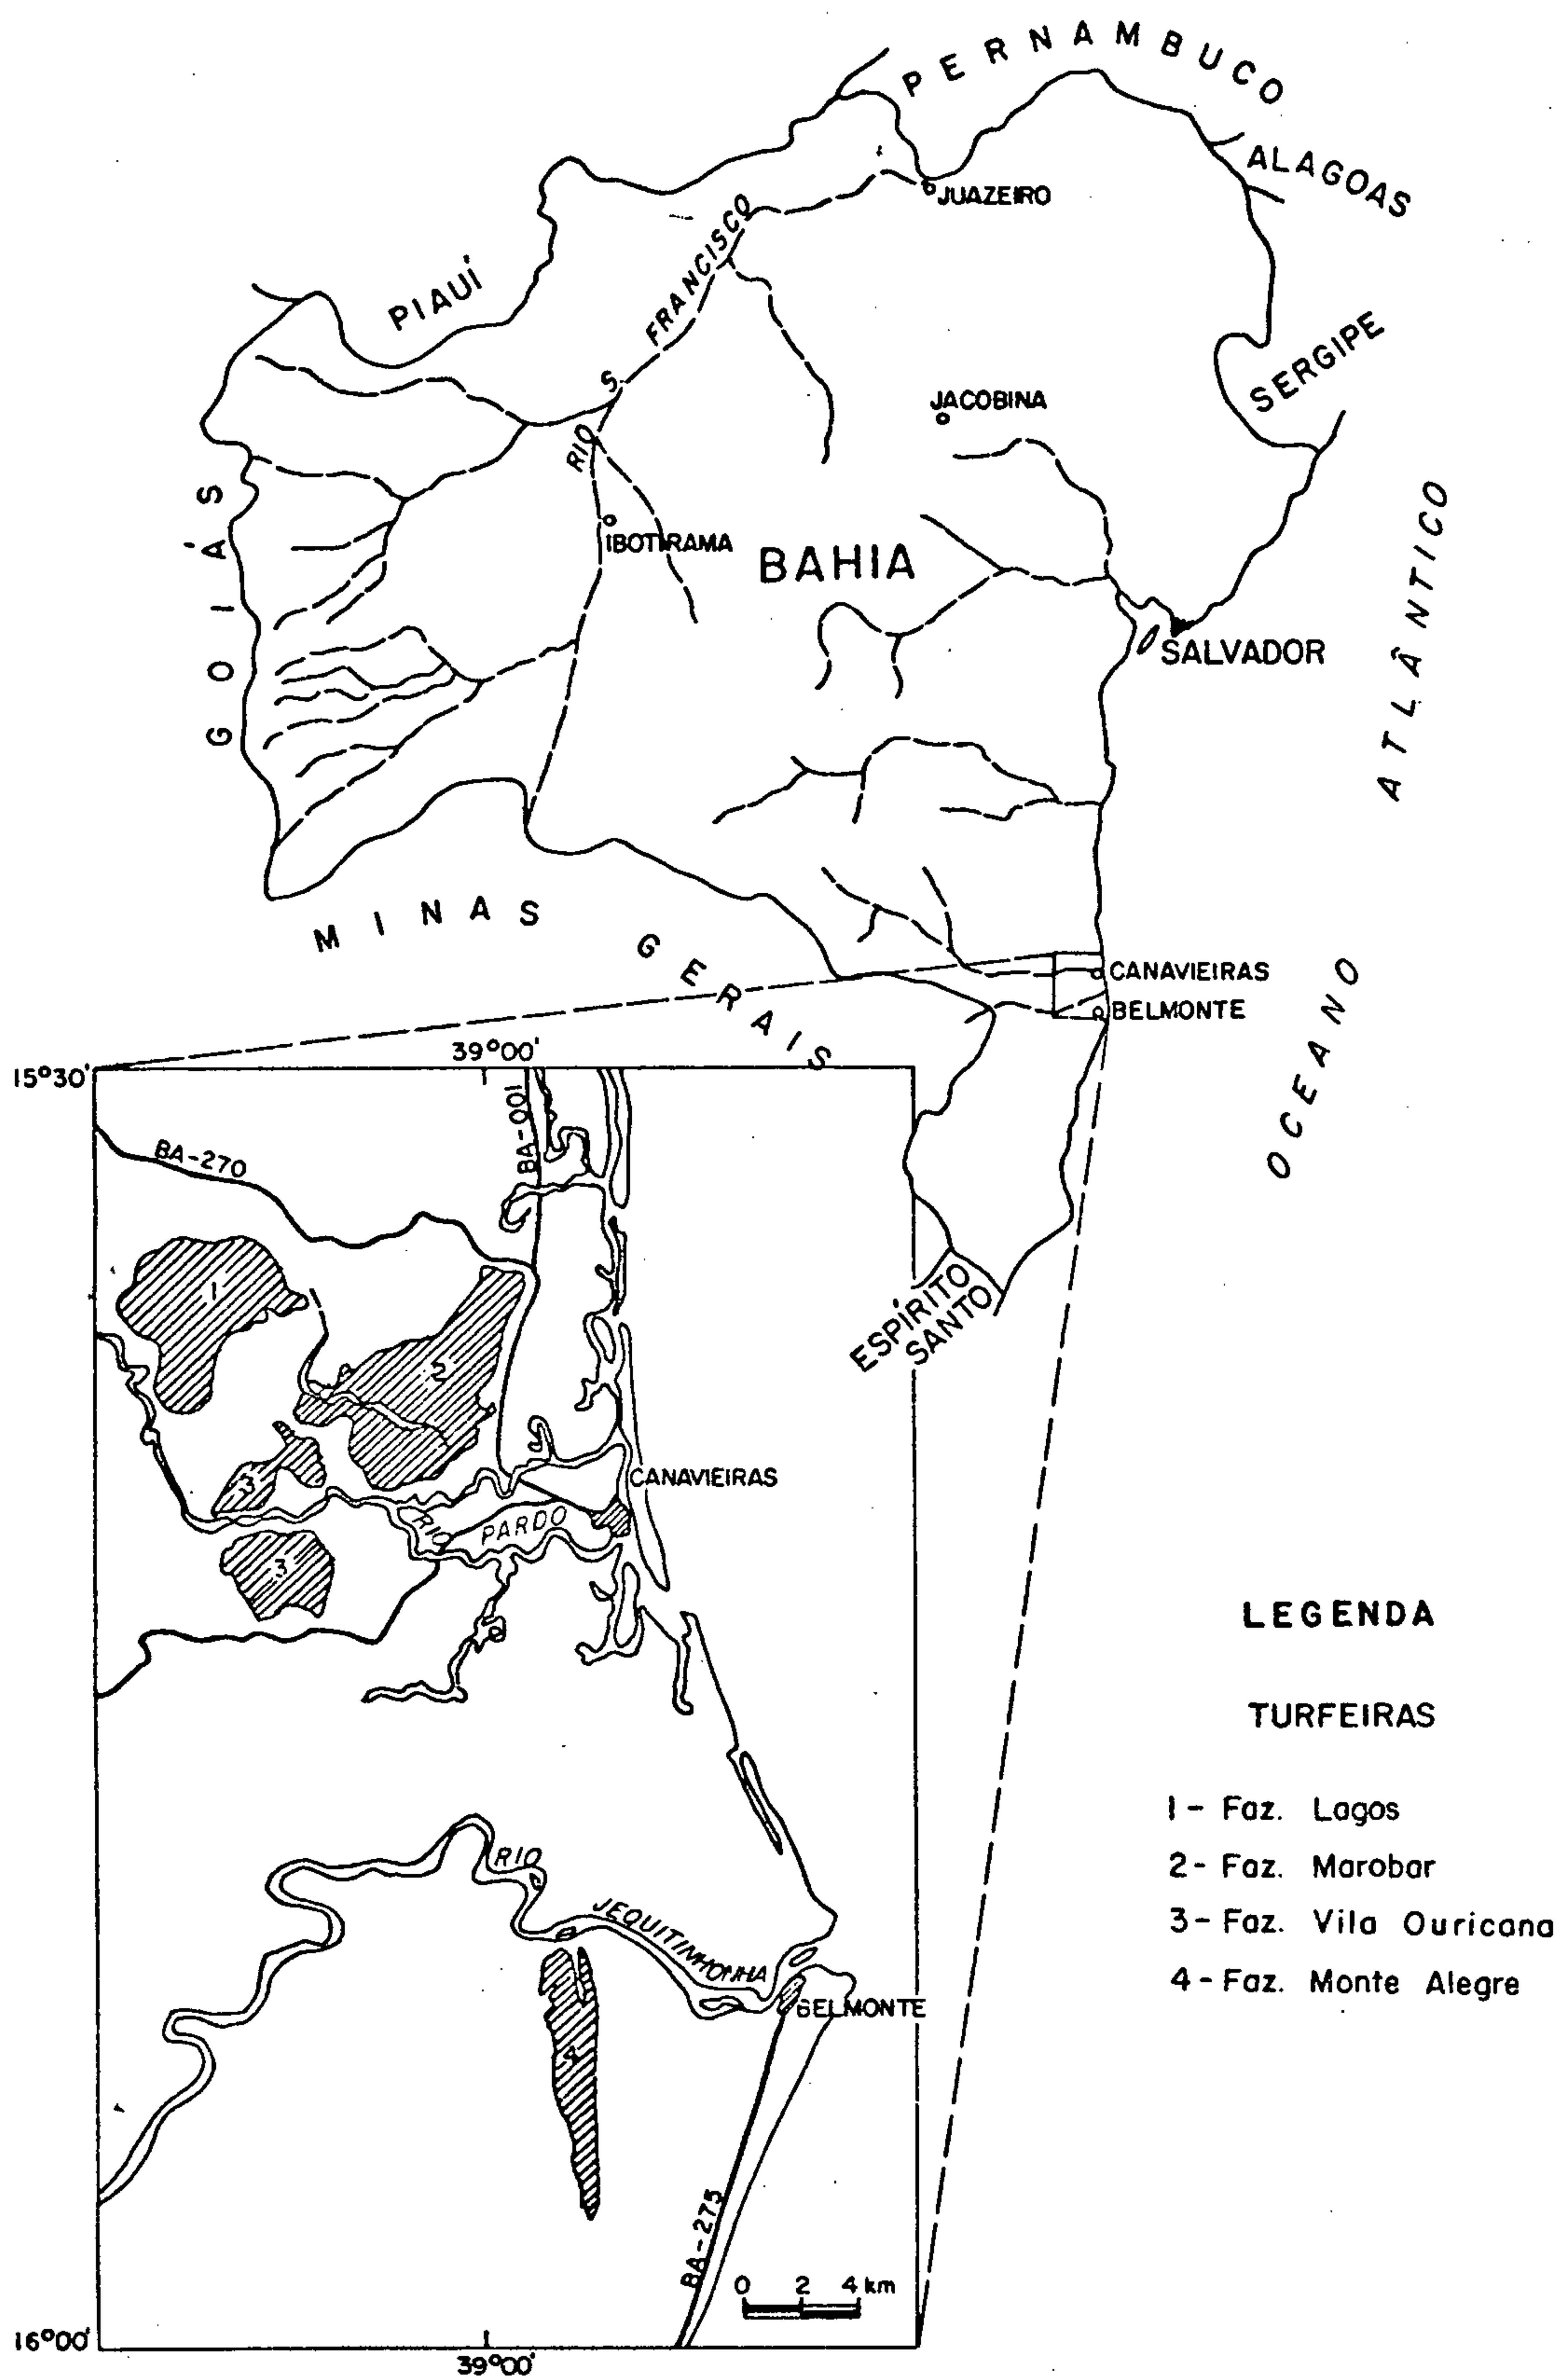 PERNAMBUCO
ALAGOAS
JUAZEIRO
PIAUÍ
RIO S. FRANCISCO
SERGIPE
JACOBINA
GOIÁS
IBOTIRAMA
BAHIA
SALVADOR
OCEANO ATLÂNTICO
MINAS GERAIS
CANAVIEIRAS
BELMONTE
ESPÍRITO
SANTO
39°00'
15°30'
BA-001
BA-270
1
2
3
CANAVIEIRAS
RIO PARDO
3
RIO JEQUITINHONHA
BELMONTE
4
BA-275
0 2 4 km
16°00'
39°00'
LEGENDA
TURFEIRAS
1- Faz. Lagos
2- Faz. Marobar
3- Faz. Vila Ouricana
4- Faz. Monte Alegre